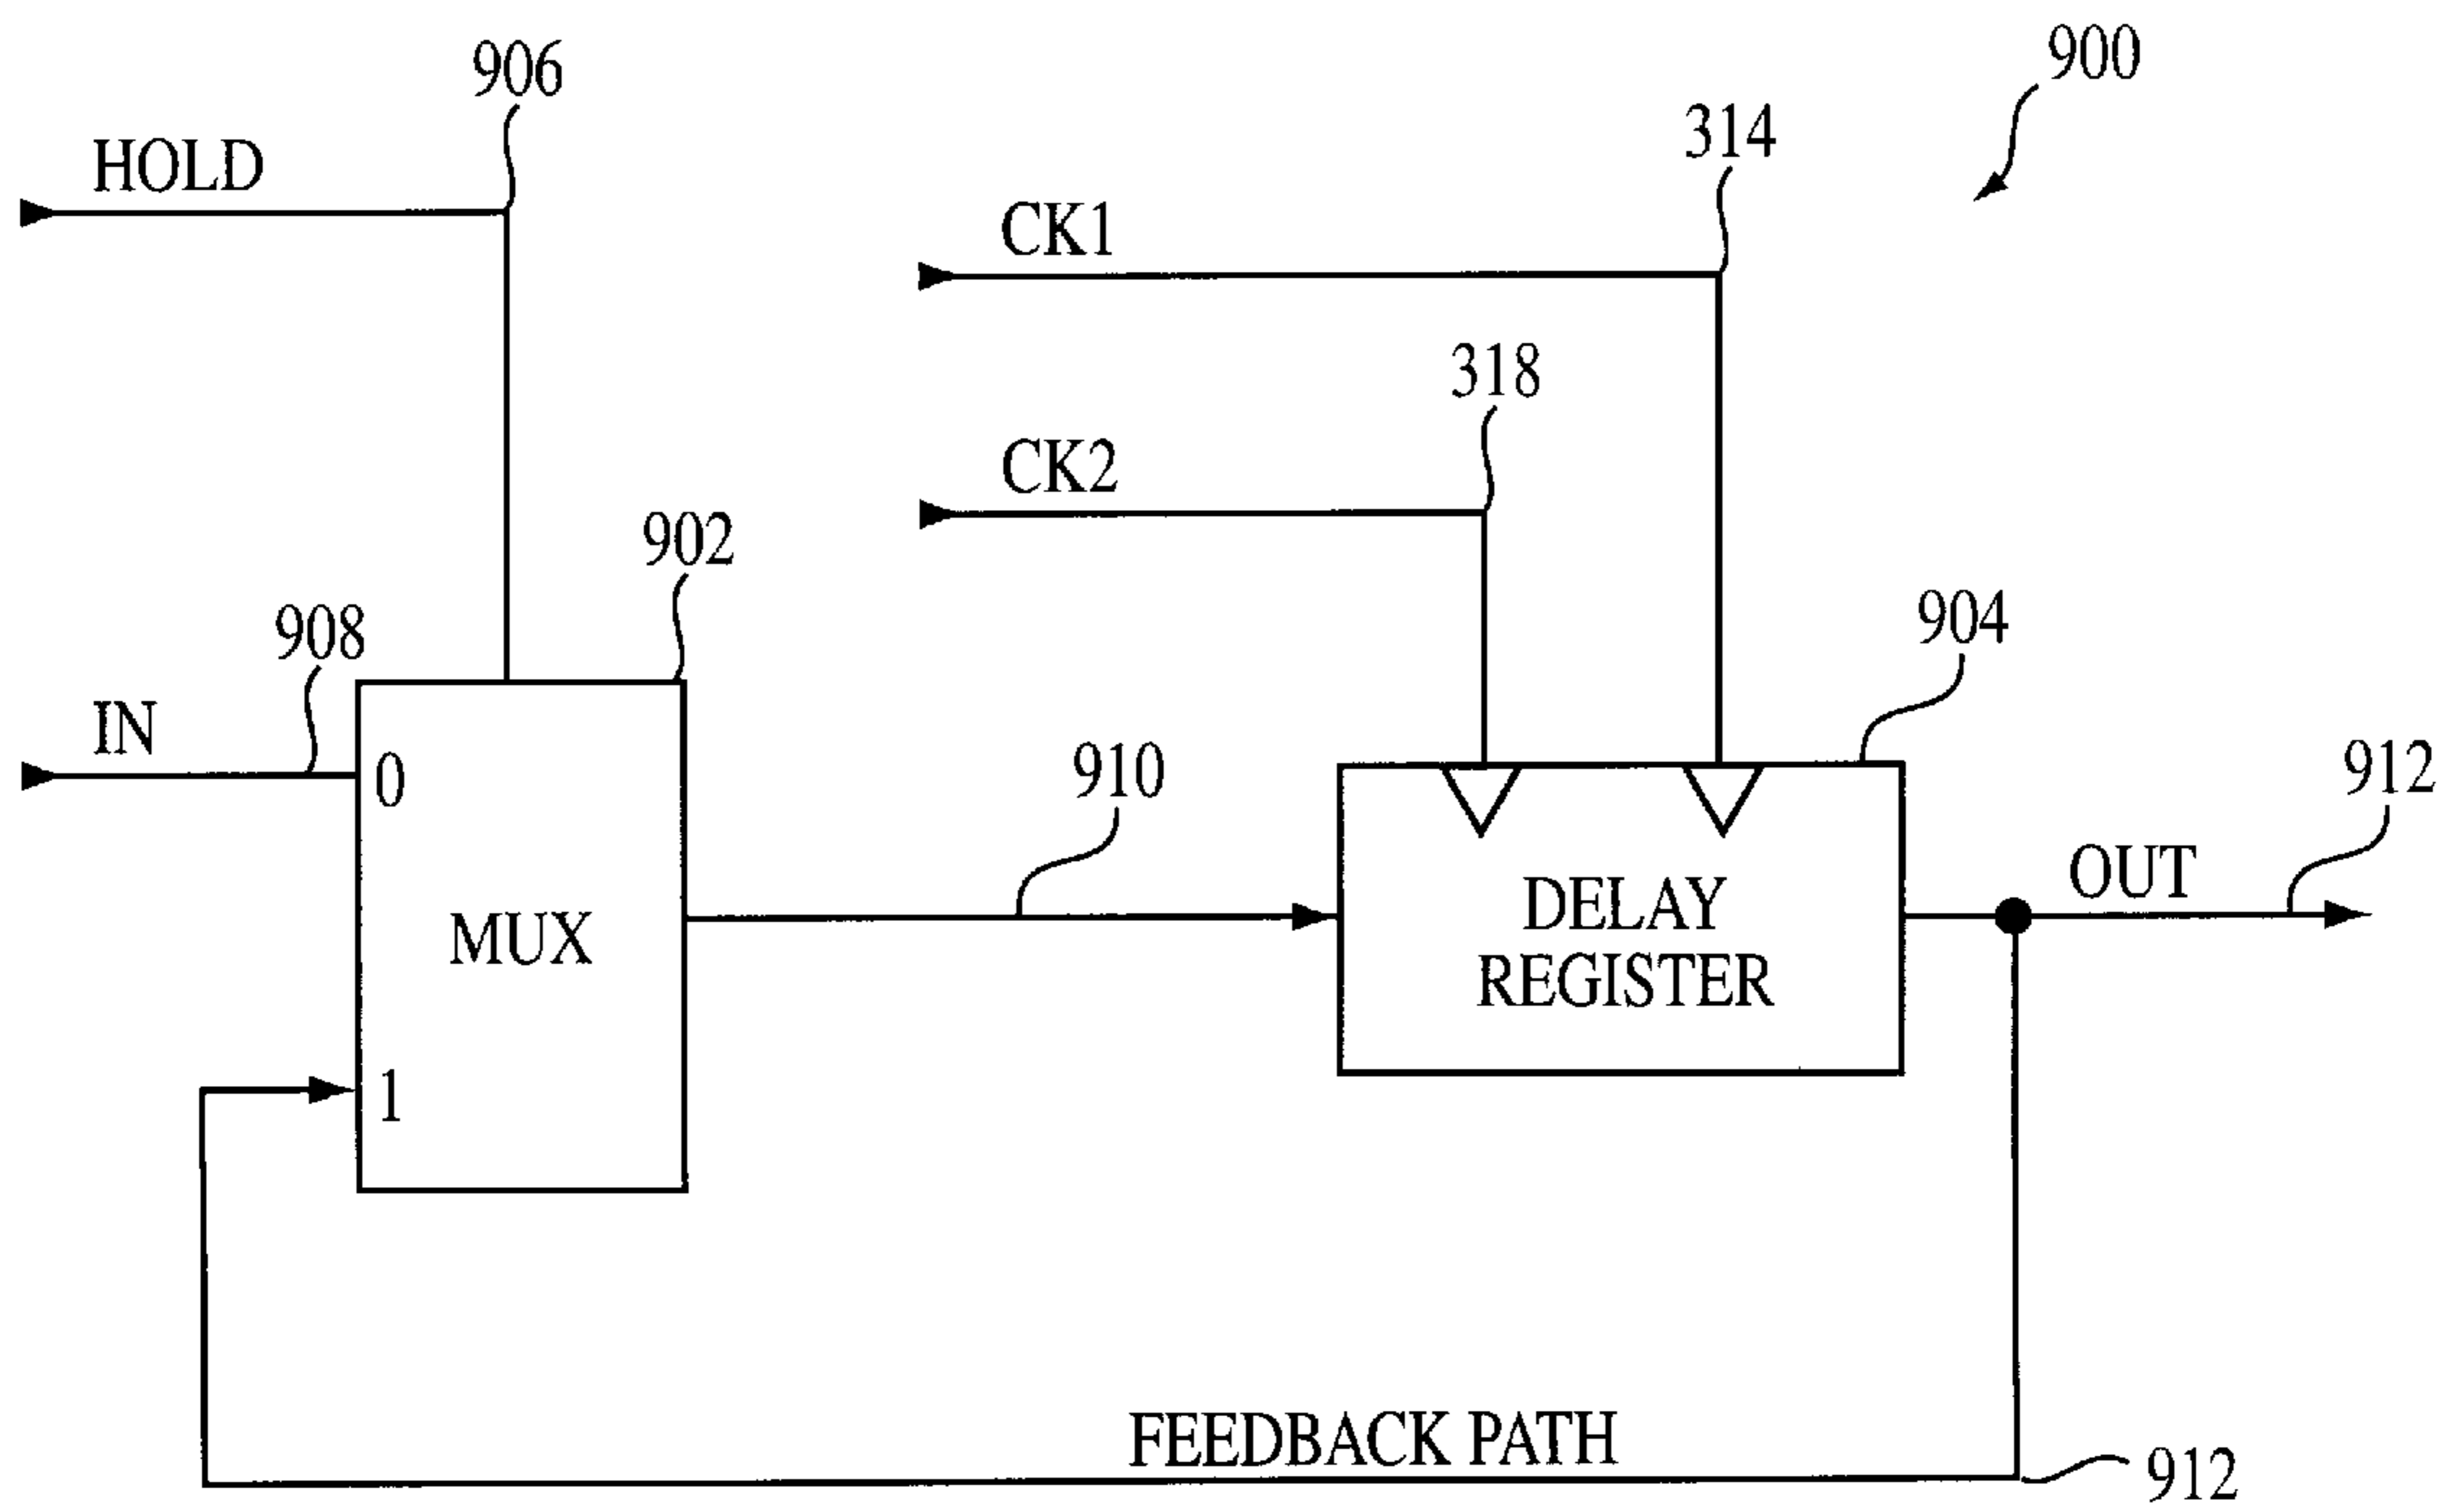 900
906
314
HOLD
CK1
318
CK2
902
904
908
IN
910
912
0
OUT
MUX
DELAY
REGISTER
1
FEEDBACK PATH
912